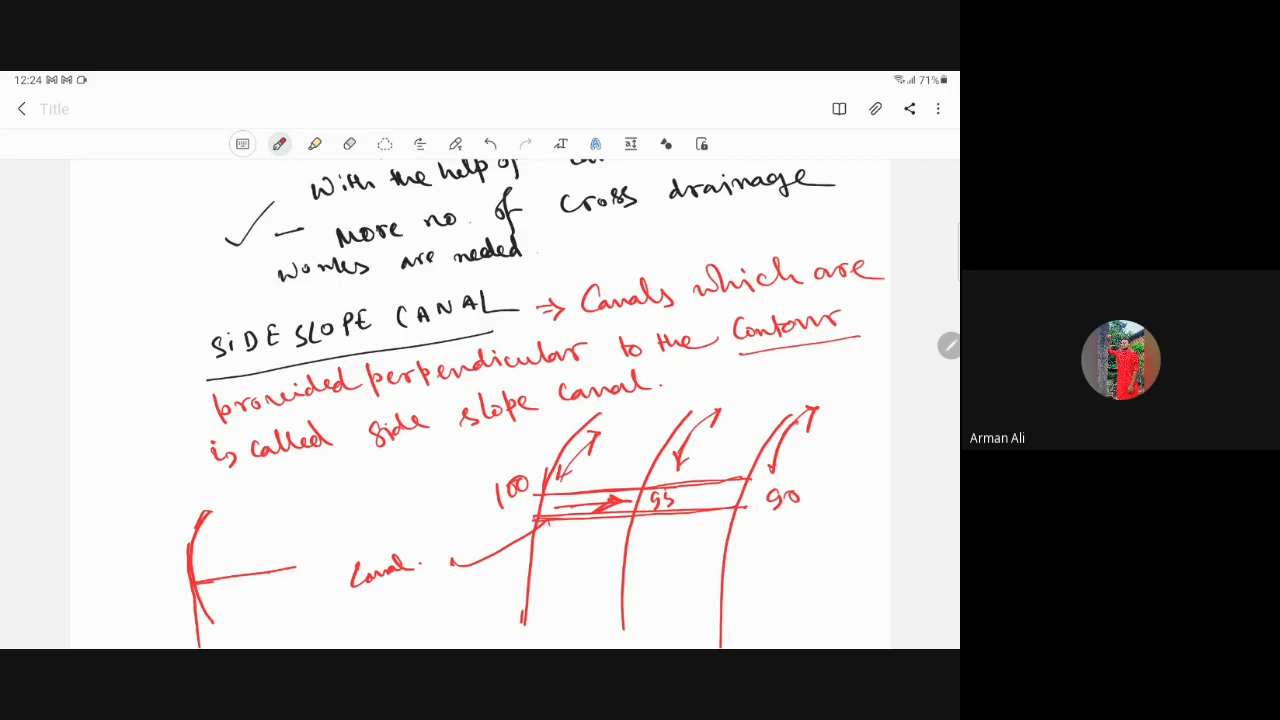 12:24
71%
Title
with the help of
- More no. of cross drainage
works are needed
SIDE SLOPE CANAL ⇒ Canals which are
provided perpendicular to the Contour
is called side slope canal.
100
95
90
Canal.
Arman Ali